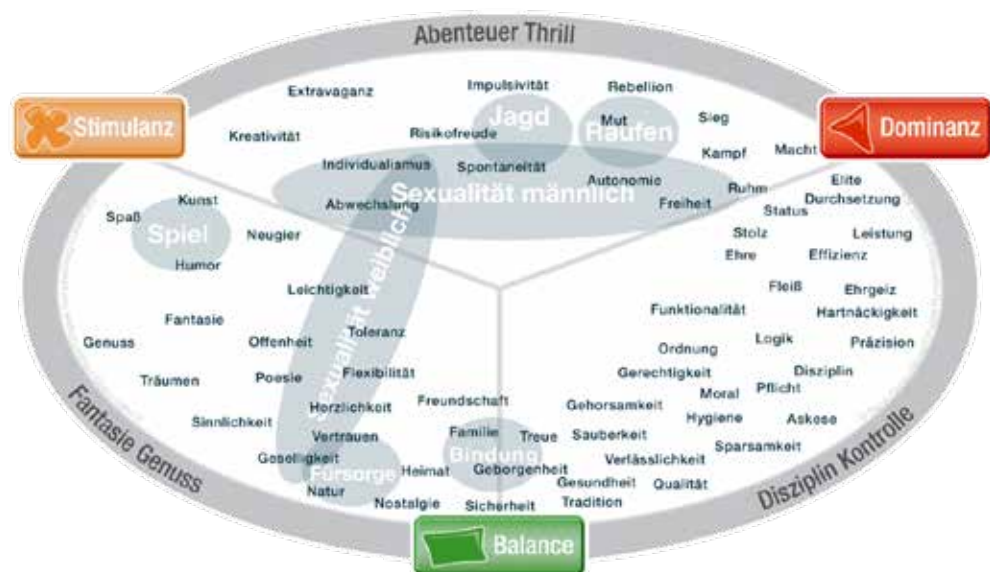 Abenteuer Thrill
Stimulanz
Dominanz
Balance
Fantasie Genuss
Disziplin Kontrolle
Extravaganz
Impulsivität
Rebellion
Jagd
Mut
Raufen
Sieg
Kreativität
Risikofreude
Kampf
Macht
Individualismus
Spontaneität
Sexualität männlich
Autonomie
Freiheit
Ruhm
Elite
Durchsetzung
Status
Abwechslung
Kunst
Spaß
Spiel
Neugier
Humor
Sexualität weiblich
Stolz
Leistung
Ehre
Effizienz
Leichtigkeit
Fleiß
Ehrgeiz
Funktionalität
Hartnäckigkeit
Fantasie
Genuss
Offenheit
Toleranz
Logik
Präzision
Ordnung
Träumen
Poesie
Flexibilität
Gerechtigkeit
Disziplin
Moral
Pflicht
Herzlichkeit
Freundschaft
Gehorsamkeit
Hygiene
Askese
Sinnlichkeit
Vertrauen
Familie
Treue
Sauberkeit
Sparsamkeit
Bindung
Geselligkeit
Fürsorge
Heimat
Geborgenheit
Verlässlichkeit
Natur
Gesundheit
Qualität
Nostalgie
Sicherheit
Tradition